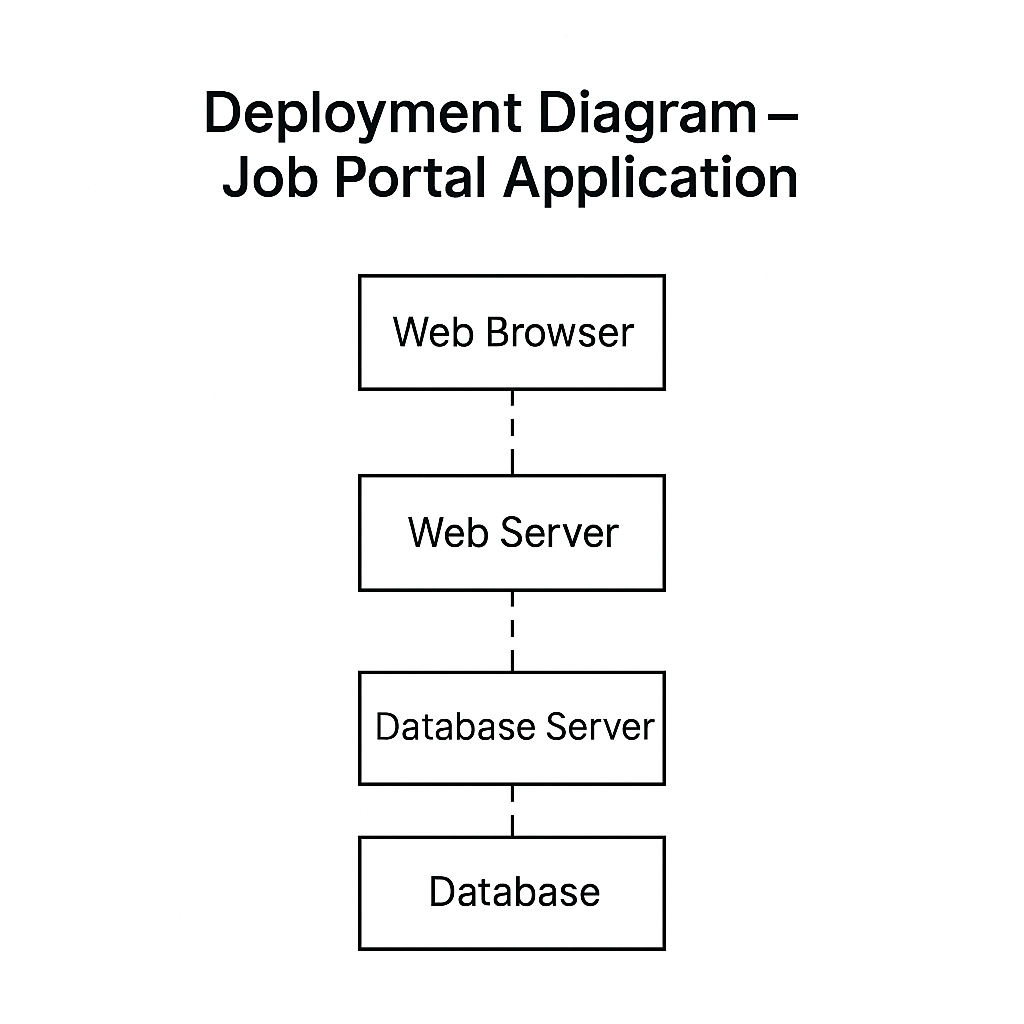 Deployment Diagram –
Job Portal Application
Web Browser
Web Server
Database Server
Database